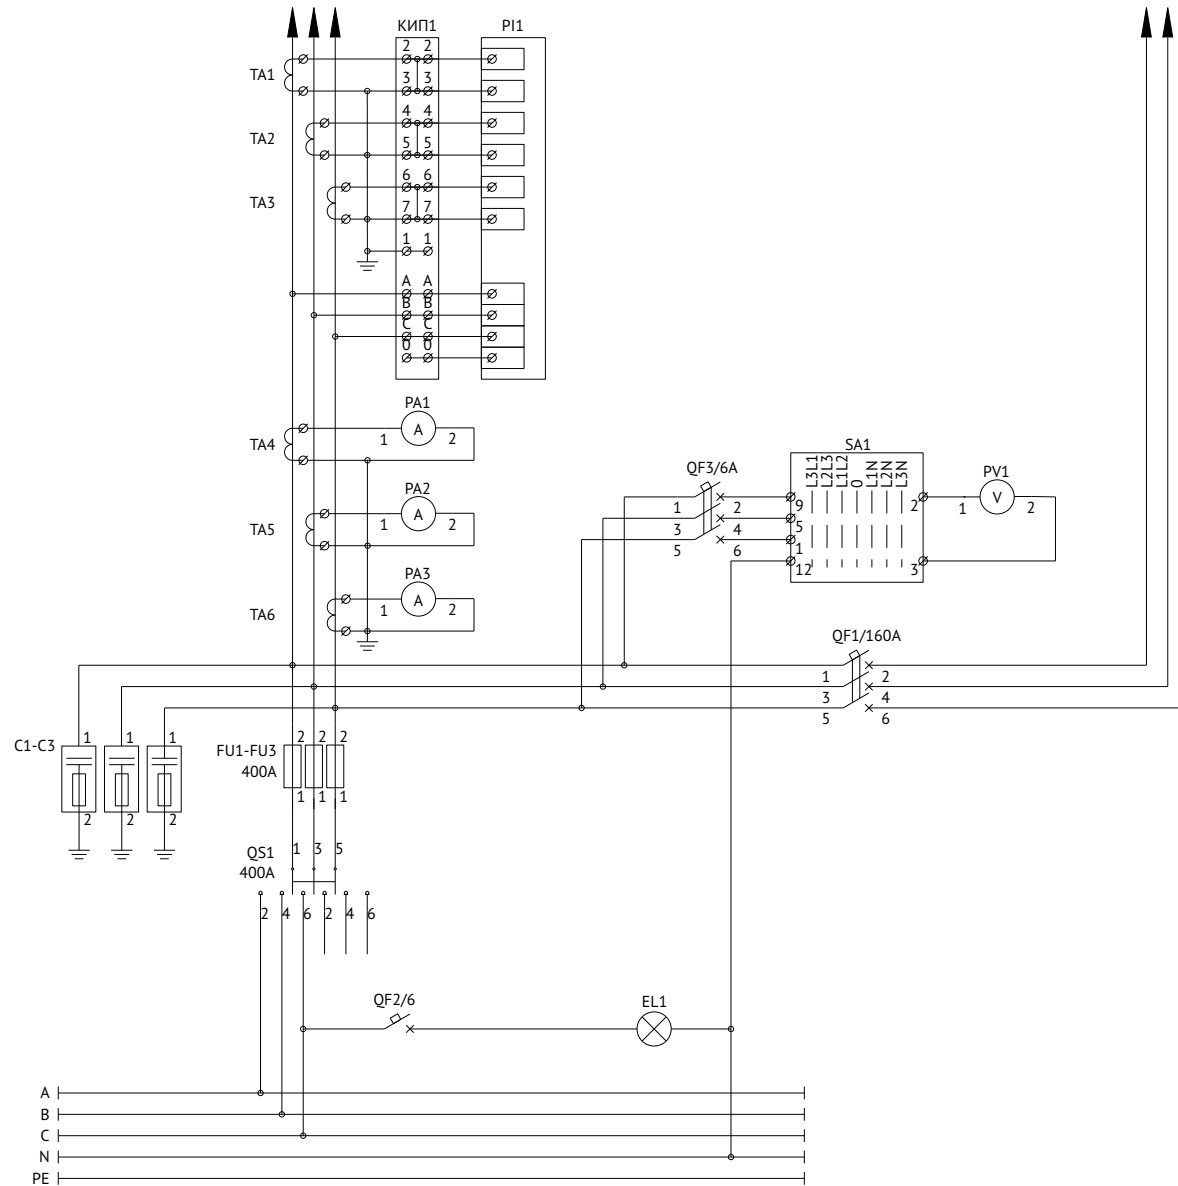 КИП1 PI1
2 2
TA1
3 3
4 4
TA2
5 5
6 6
TA3
7 7
1 1
A A
B B
C C
0 0
PA1
A
1 2
TA4
PA2
A
1 2
TA5
PA3
A
1 2
TA6
SA1
L3L1
L2L3
L1L2
0
L1N
L2N
L3N
9
5
1
12
2
3
QF3/6A
1 2
3 4
5 6
PV1
V
1 2
QF1/160A
1 2
3 4
5 6
C1-C3
1 1 1
2 2 2
FU1-FU3
400A
2 2 2
1 1 1
QS1
400A
1 3 5
2 4 6 2 4 6
QF2/6
EL1
A
B
C
N
PE